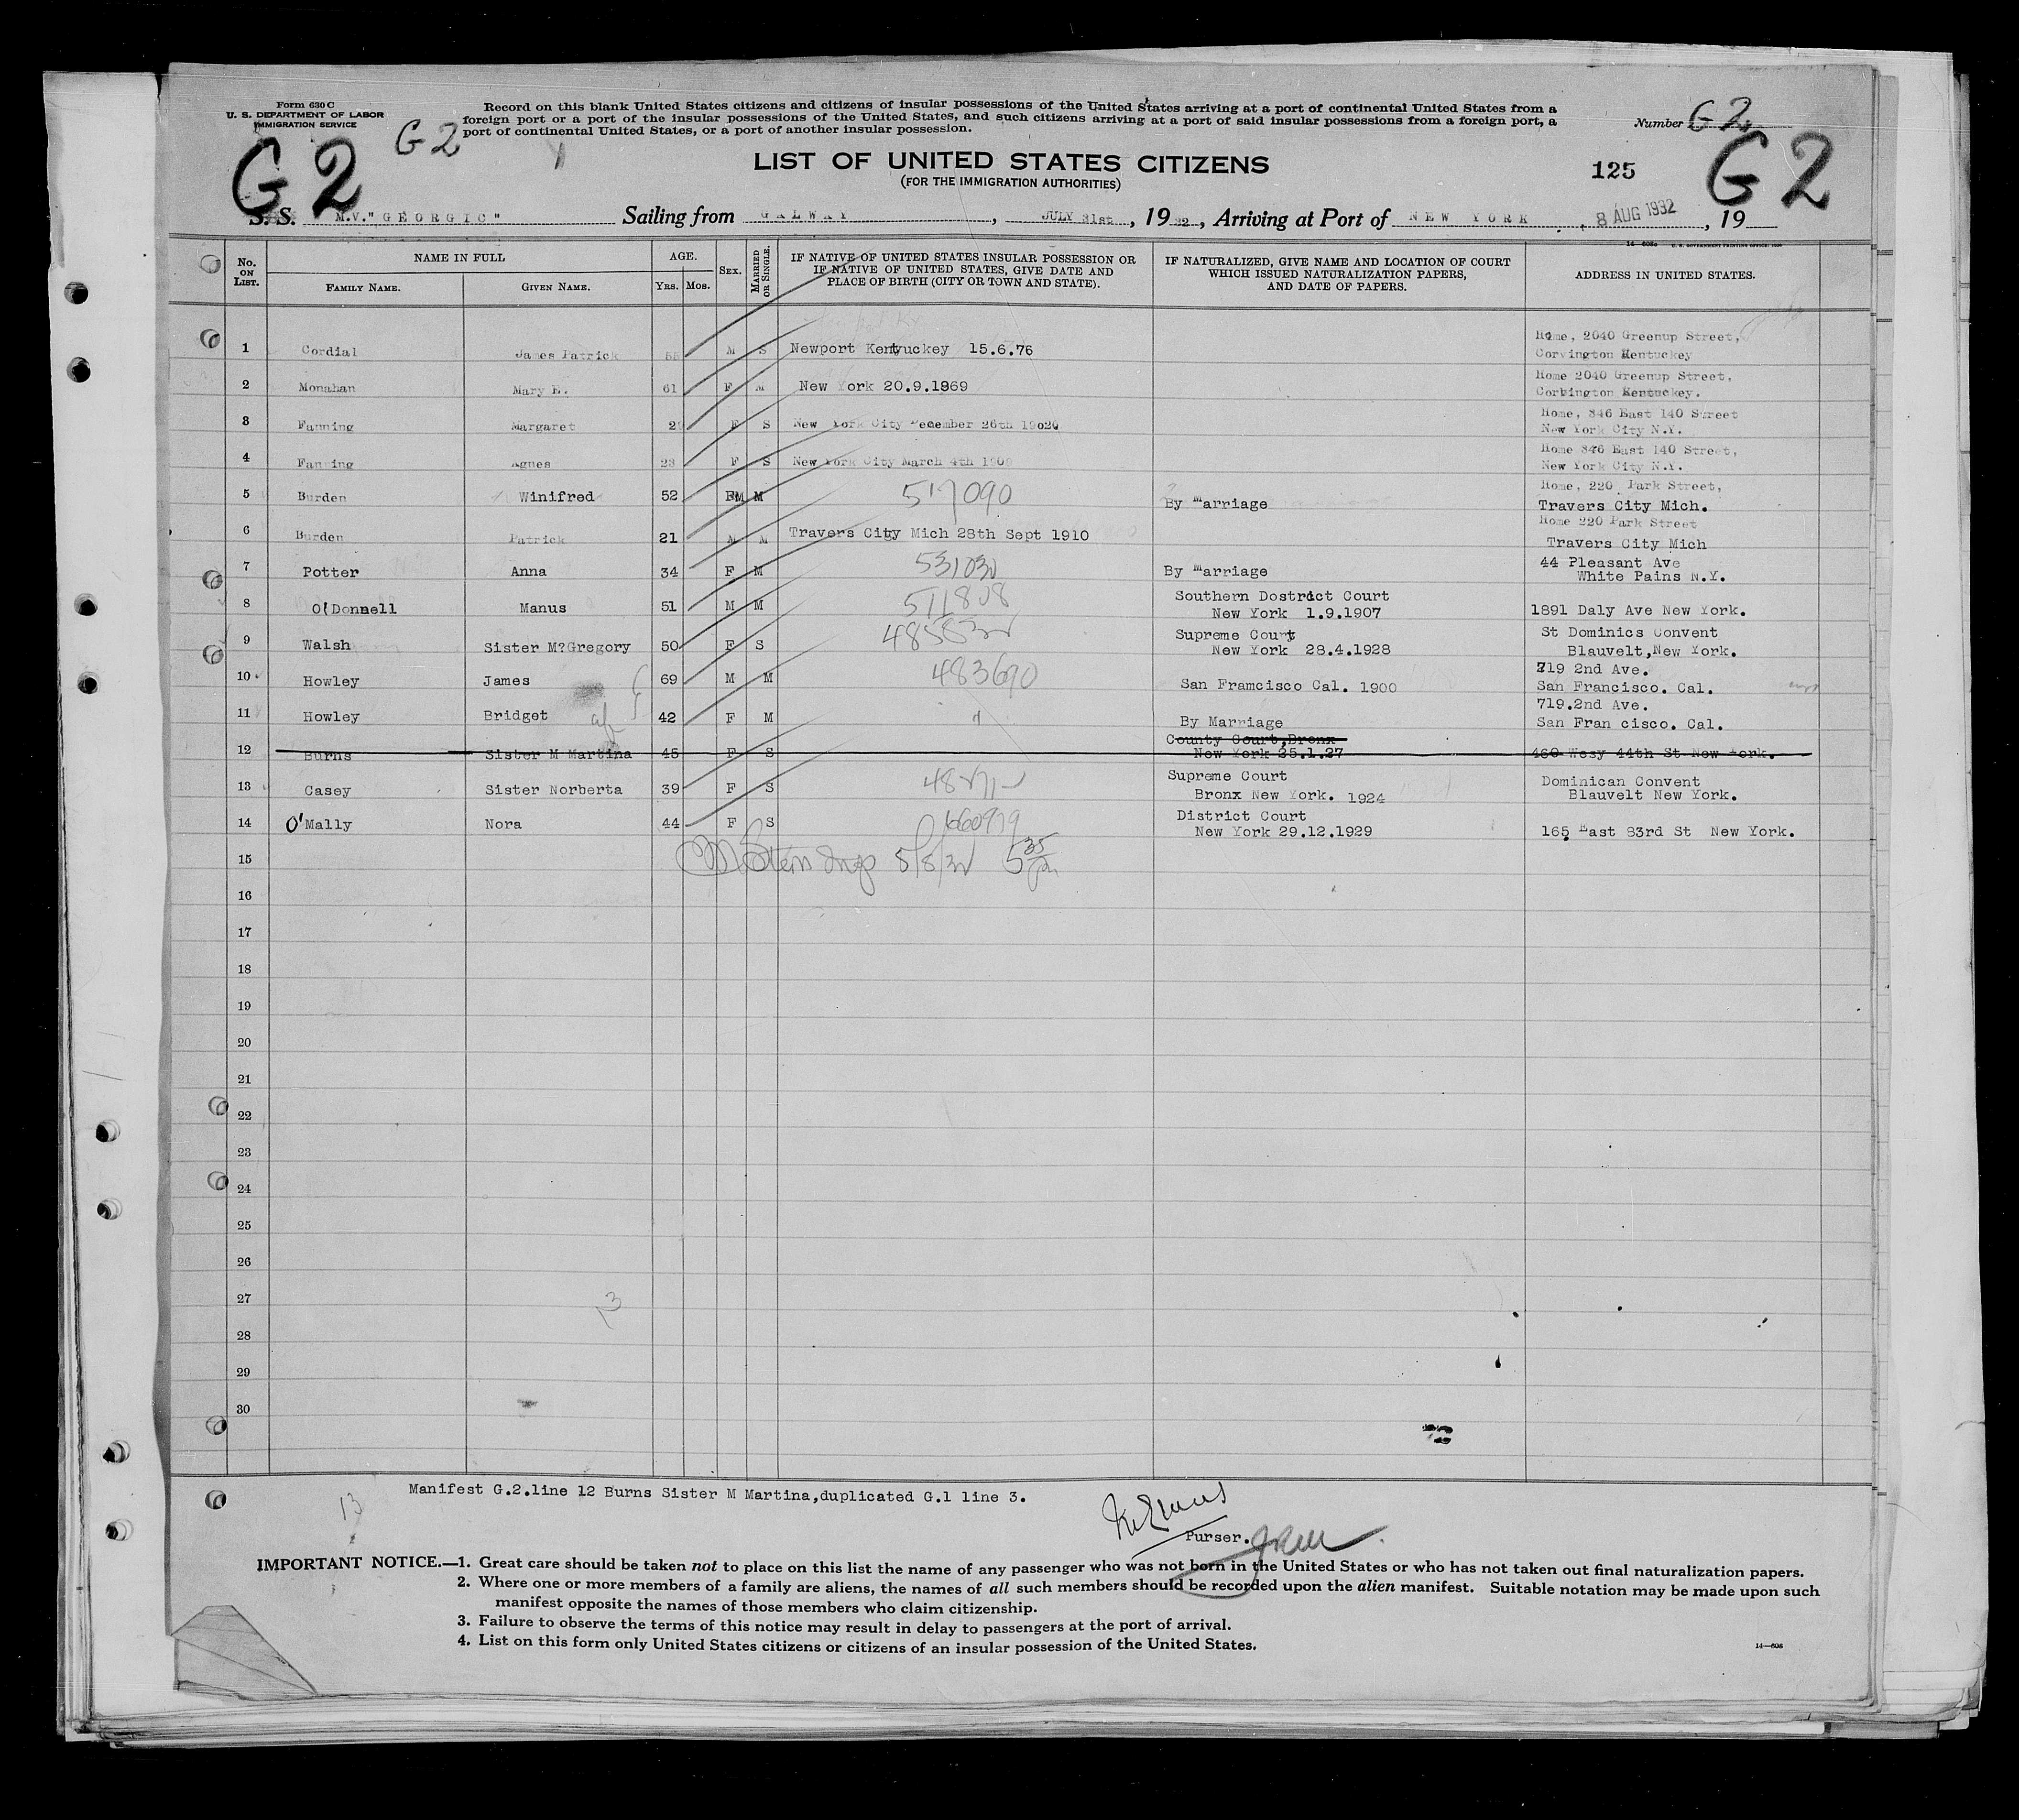 Form 630 C
U. S. DEPARTMENT OF LABOR
IMMIGRATION SERVICE
Record on this blank United States citizens and citizens of insular possessions of the United States arriving at a port of continental United States from a
foreign port or a port of the insular possessions of the United States, and such citizens arriving at a port of said insular possessions from a foreign port, a
port of continental United States, or a port of another insular possession.
Number G 2
G 2 G 2 G 2
LIST OF UNITED STATES CITIZENS
(FOR THE IMMIGRATION AUTHORITIES)
125
S. S. M.V." GEORGIC" Sailing from GALWAY, JULY 31st, 19 32, Arriving at Port of NEW YORK, 8 AUG 1932, 19
14—608a U. S. GOVERNMENT PRINTING OFFICE: 1930
No. ON LIST. NAME IN FULL AGE. SEX. MARRIED OR SINGLE. IF NATIVE OF UNITED STATES INSULAR POSSESSION OR IF NATIVE OF UNITED STATES, GIVE DATE AND PLACE OF BIRTH (CITY OR TOWN AND STATE). IF NATURALIZED, GIVE NAME AND LOCATION OF COURT WHICH ISSUED NATURALIZATION PAPERS, AND DATE OF PAPERS. ADDRESS IN UNITED STATES.
FAMILY NAME. GIVEN NAME. YRS. MOS.
Home, 2040 Greenup Street,
1 Cordial James Patrick M S Newport Kentuckey 15.6.76 Corvington Kentuckey
Home 2040 Greenup Street,
2 Monahan Mary E. 61 F M New York 20.9.1869 Corbington Kentuckey.
Home, 346 East 140 Street
3 Fanning Margaret F S New York City December 26th New York City N.Y.
Home 346 East 140 Street,
4 Fanning Agnes 23 F S New York City March 4th New York City N.Y.
Home, 220 Park Street,
5 Burden Winifred 52 M 517090 By marriage Travers City Mich.
Home 220 Park Street
6 Burden Patrick 21 M M Travers City Mich 28th Sept 1910 Travers City Mich
44 Pleasant Ave
7 Potter Anna 34 F M By marriage White Pains N.Y.
Southern Dostrict Court
8 O'Donnell Manus 51 M M 511808 New York 1.9.1907 1891 Daly Ave New York.
Supreme Court St Dominics Convent
9 Walsh Sister M?Gregory 50 F S New York 28.4.1928 Blauvelt,New York.
719 2nd Ave.
10 Howley James 69 M M 483690 San Framcisco Cal. 1900 San Francisco. Cal.
719.2nd Ave.
11 Howley Bridget 42 F M " By Marriage San Fran cisco. Cal.
County Court,Bronx
12 Burns Sister M Martina 45 F S New York 25.1.27 460 Wesy 44th St New York.
Supreme Court Dominican Convent
13 Casey Sister Norberta 39 F S Bronx New York. 1924 Blauvelt New York.
District Court
14 O'Mally Nora 44 F S 660979 New York 29.12.1929 165 East 83rd St New York.
15
16
17
18
19
20
21
22
23
24
25
26
27
28
29
30
13
Manifest G.2.line 12 Burns Sister M Martina,duplicated G.1 line 3.
13
Purser.
IMPORTANT NOTICE.—1. Great care should be taken not to place on this list the name of any passenger who was not born in the United States or who has not taken out final naturalization papers.
2. Where one or more members of a family are aliens, the names of all such members should be recorded upon the alien manifest. Suitable notation may be made upon such
manifest opposite the names of those members who claim citizenship.
3. Failure to observe the terms of this notice may result in delay to passengers at the port of arrival.
4. List on this form only United States citizens or citizens of an insular possession of the United States.
14—608